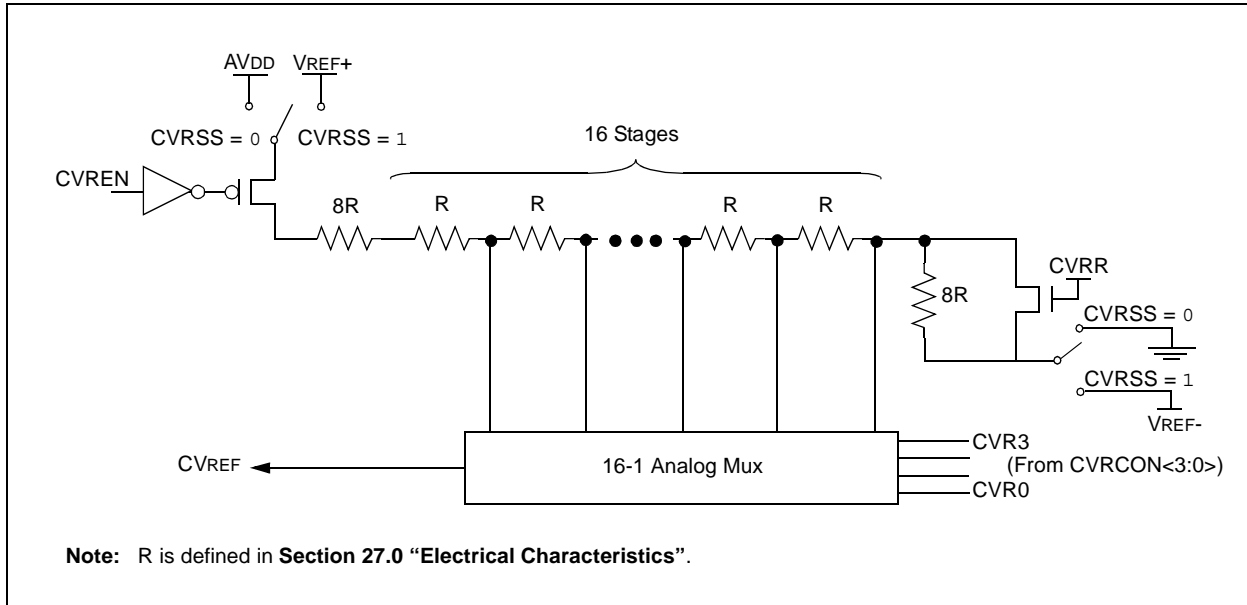 AVDD
VREF+
CVRSS = 0
CVRSS = 1
16 Stages
CVREN
8R
R
R
R
R
CVRR
8R
CVRSS = 0
CVRSS = 1
VREF-
CVREF
16-1 Analog Mux
CVR3
(From CVRCON<3:0>)
CVR0
Note: R is defined in Section 27.0 “Electrical Characteristics”.